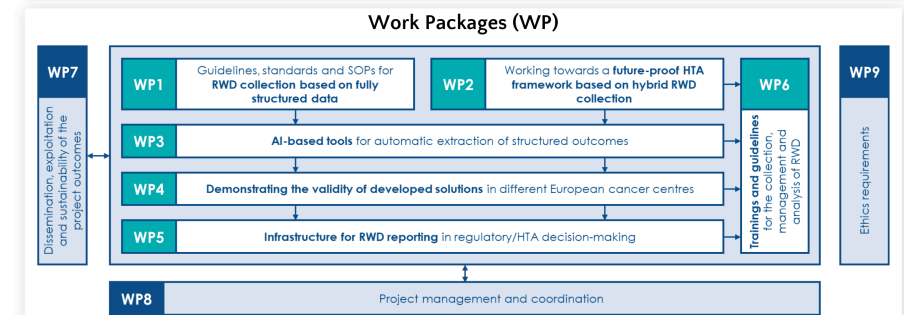 Work Packages (WP)
WP7
Dissemination, exploitation
and sustainability of the
project outcomes
WP1
Guidelines, standards and SOPs for
RWD collection based on fully
structured data
WP2
Working towards a future-proof HTA
framework based on hybrid RWD
collection
WP3
AI-based tools for automatic extraction of structured outcomes
WP4
Demonstrating the validity of developed solutions in different European cancer centres
WP5
Infrastructure for RWD reporting in regulatory/HTA decision-making
WP6
Trainings and guidelines
for the collection,
management and
analysis of RWD
WP9
Ethics requirements
WP8
Project management and coordination